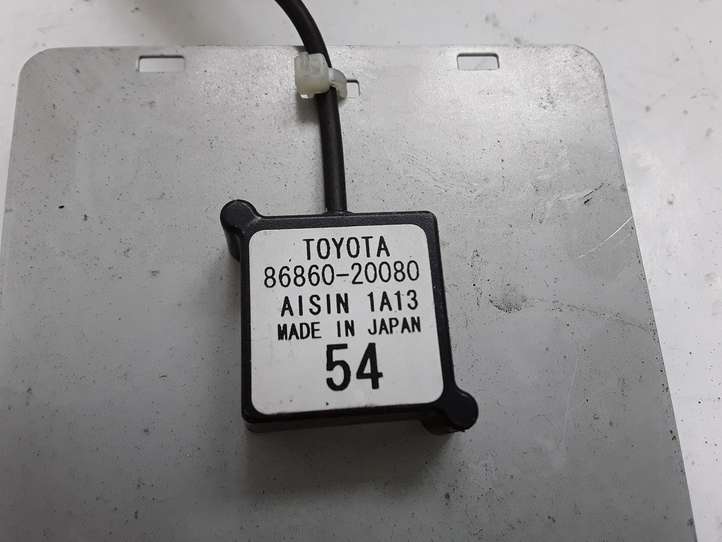 TOYOTA
86860-20080
AISIN 1A13
MADE IN JAPAN
54